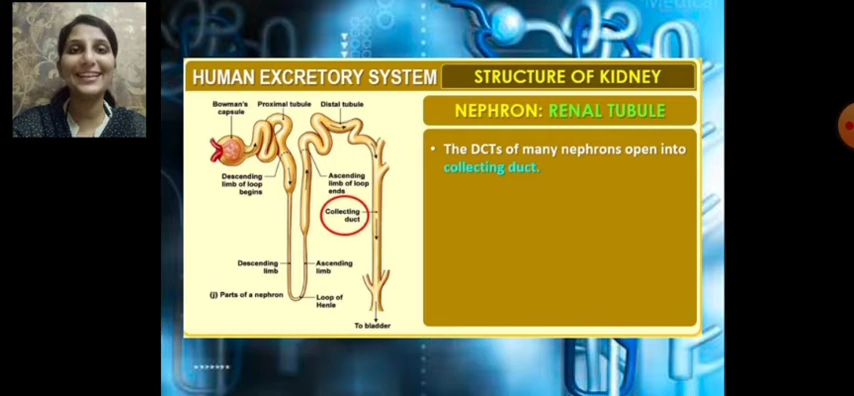 HUMAN EXCRETORY SYSTEM
STRUCTURE OF KIDNEY
NEPHRON: RENAL TUBULE
Bowman's
capsule
Proximal tubule
Distal tubule
Descending
limb of loop
begins
Ascending
limb of loop
ends
Collecting
duct
Descending
limb
Ascending
limb
(j) Parts of a nephron
Loop of
Henle
To bladder
• The DCTs of many nephrons open into
collecting duct.
*******